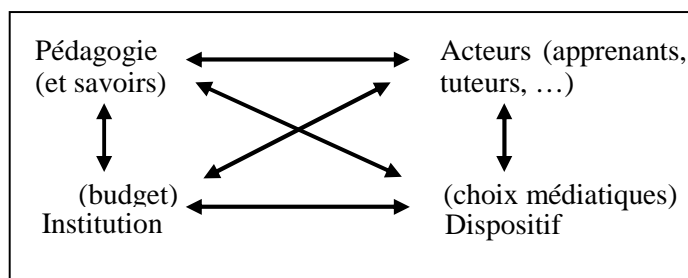 Pédagogie
(et savoirs)
Acteurs (apprenants,
tuteurs, …)
(budget)
Institution
(choix médiatiques)
Dispositif